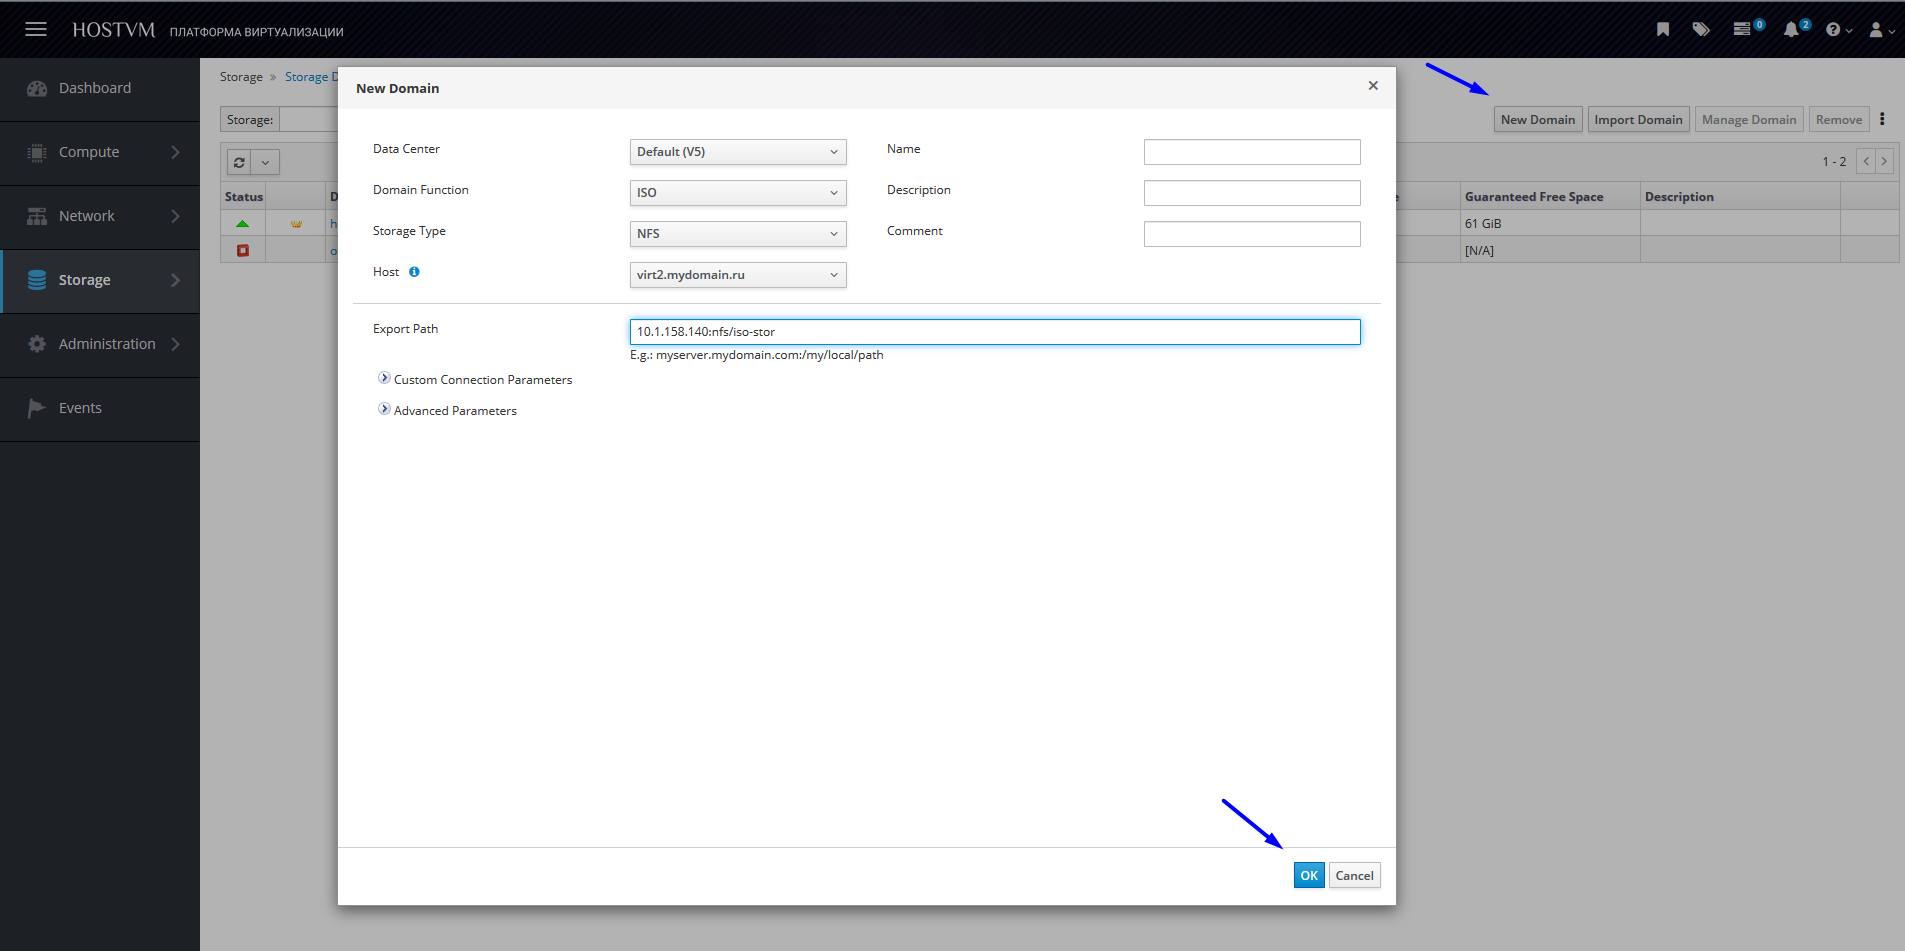 HOSTVM ПЛАТФОРМА ВИРТУАЛИЗАЦИИ
0
2
Dashboard
Compute
Network
Storage
Administration
Events
Storage » Storage D
Storage:
New Domain
Import Domain
Manage Domain
Remove
1 - 2
Status
D
Guaranteed Free Space
Description
h
61 GiB
o
[N/A]
New Domain
Data Center
Default (V5)
Name
Domain Function
ISO
Description
Storage Type
NFS
Comment
Host
virt2.mydomain.ru
Export Path
10.1.158.140:nfs/iso-stor
E.g.: myserver.mydomain.com:/my/local/path
Custom Connection Parameters
Advanced Parameters
OK
Cancel